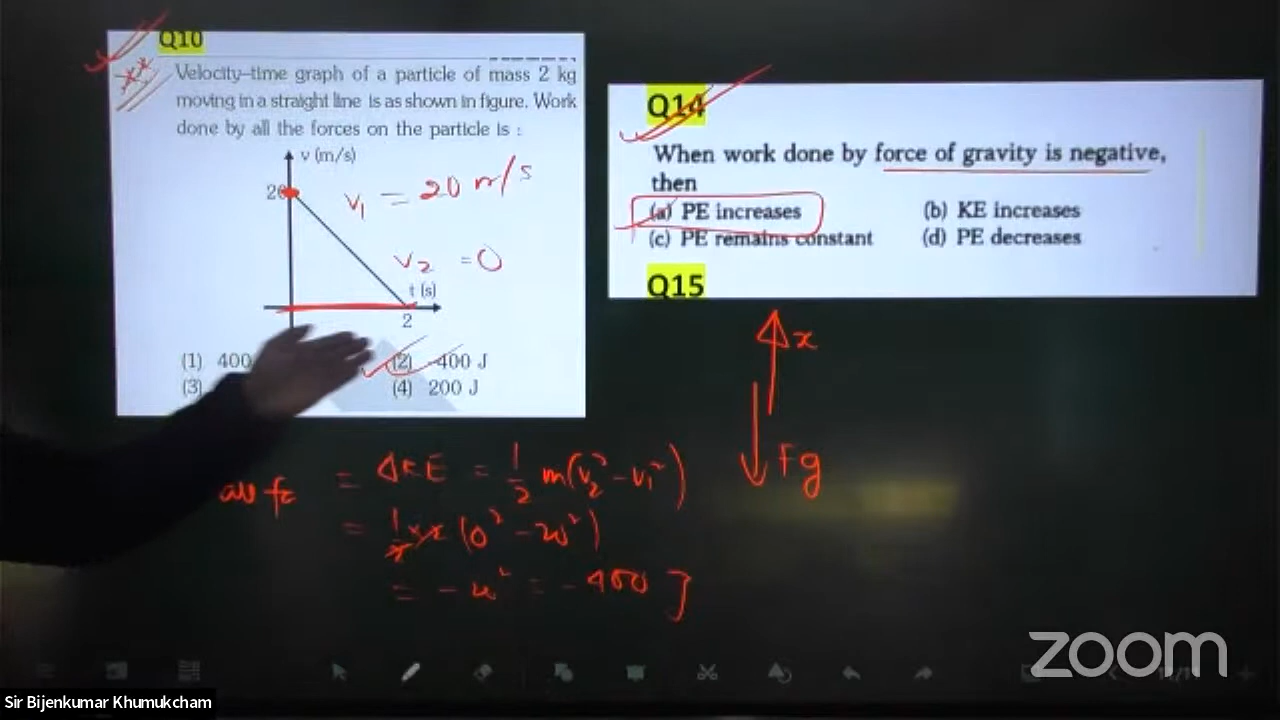 Q10
Velocity–time graph of a particle of mass 2 kg
moving in a straight line is as shown in figure. Work
done by all the forces on the particle is :
v (m/s)
20
v₁ = 20 m/s
v₂ = 0
t (s)
2
(1) 400
(2) -400 J
(3)
(4) 200 J
= ΔKE = 1/2 m(v₂² - v₁²)
= 1/2 × 2 (0² - 20²)
= - 20² = - 400 J
Q14
When work done by force of gravity is negative,
then
(a) PE increases
(b) KE increases
(c) PE remains constant
(d) PE decreases
Q15
x
Fg
zoom
Sir Bijenkumar Khumukcham